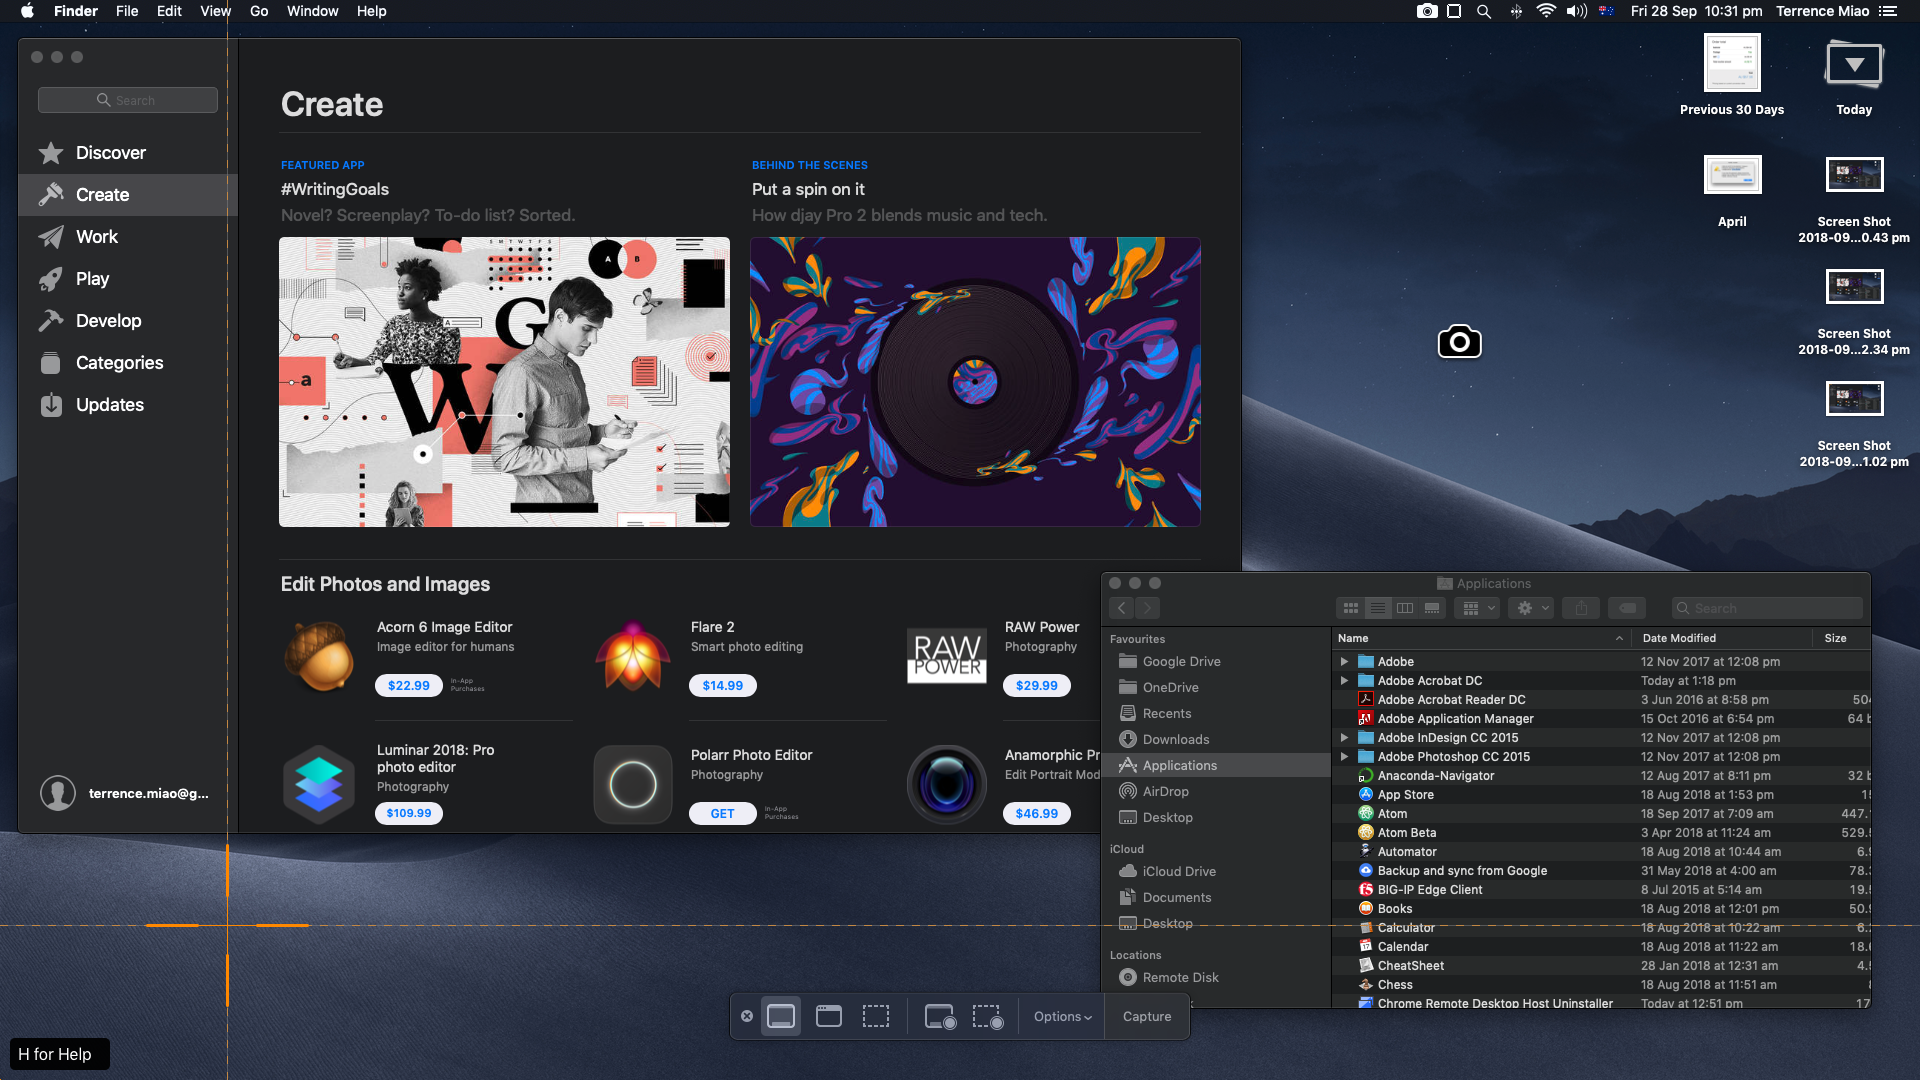 Finder File Edit View Go Window Help
Fri 28 Sep 10:31 pm Terrence Miao
Search
Discover
Create
Work
Play
Develop
Categories
Updates
terrence.miao@g...
Create
FEATURED APP
#WritingGoals
Novel? Screenplay? To-do list? Sorted.
BEHIND THE SCENES
Put a spin on it
How djay Pro 2 blends music and tech.
S M T W T F S
A B
G
A
W
a
Edit Photos and Images
Acorn 6 Image Editor
Image editor for humans
$22.99
In-App
Purchases
Flare 2
Smart photo editing
$14.99
RAW
POWER
RAW Power
Photography
$29.99
Luminar 2018: Pro
photo editor
Photography
$109.99
Polarr Photo Editor
Photography
GET
In-App
Purchases
Anamorphic Pr
Edit Portrait Mod
$46.99
Previous 30 Days
Today
April
Screen Shot
2018-09...0.43 pm
Screen Shot
2018-09...2.34 pm
Screen Shot
2018-09...1.02 pm
Applications
Search
Favourites
Google Drive
OneDrive
Recents
Downloads
Applications
AirDrop
Desktop
iCloud
iCloud Drive
Documents
Desktop
Locations
Remote Disk
Name Date Modified Size
Adobe 12 Nov 2017 at 12:08 pm
Adobe Acrobat DC Today at 1:18 pm
Adobe Acrobat Reader DC 3 Jun 2016 at 8:58 pm 504
Adobe Application Manager 15 Oct 2016 at 6:54 pm 64 b
Adobe InDesign CC 2015 12 Nov 2017 at 12:08 pm
Adobe Photoshop CC 2015 12 Nov 2017 at 12:08 pm
Anaconda-Navigator 12 Aug 2017 at 8:11 pm 32 b
App Store 18 Aug 2018 at 1:53 pm 15
Atom 18 Sep 2017 at 7:09 am 447.
Atom Beta 3 Apr 2018 at 11:24 am 529.5
Automator 18 Aug 2018 at 10:44 am 6.9
Backup and sync from Google 31 May 2018 at 4:00 am 78.
BIG-IP Edge Client 8 Jul 2015 at 5:14 am 19.5
Books 18 Aug 2018 at 12:01 pm 50.9
Calculator 18 Aug 2018 at 10:22 am 6.
Calendar 18 Aug 2018 at 11:22 am 18.6
CheatSheet 28 Jan 2018 at 12:31 am 4.5
Chess 18 Aug 2018 at 11:51 am
Chrome Remote Desktop Host Uninstaller Today at 12:51 pm 17
Options
Capture
H for Help